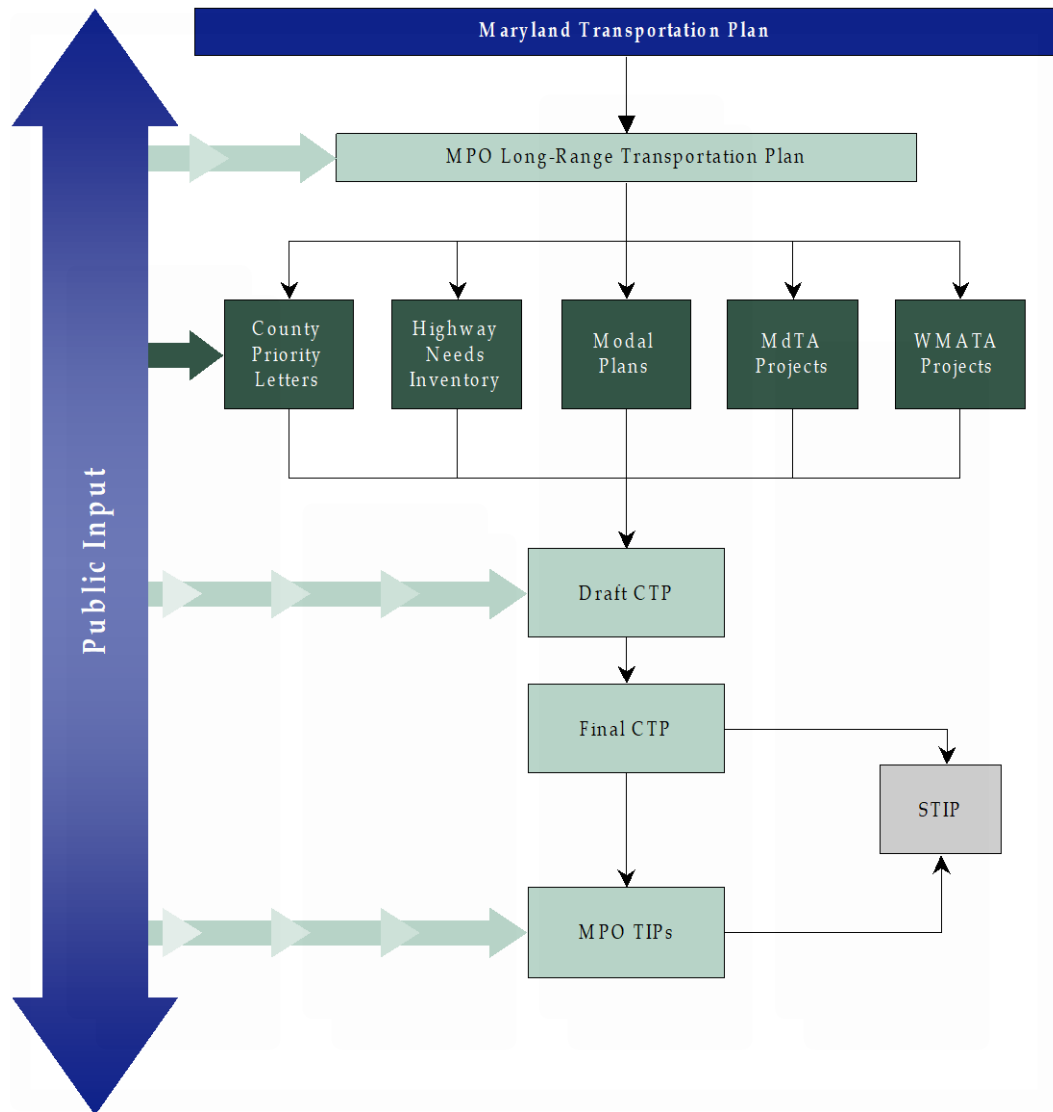 Maryland Transportation Plan
MPO Long-Range Transportation Plan
County
Priority
Letters
Highway
Needs
Inventory
Modal
Plans
MdTA
Projects
WMATA
Projects
Public Input
Draft CTP
Final CTP
STIP
MPO TIPs